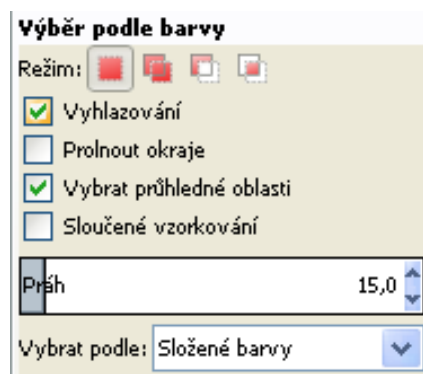 Výběr podle barvy
Režim:
Vyhlazování
Prolnout okraje
Vybrat průhledné oblasti
Sloučené vzorkování
Práh 15,0
Vybrat podle: Složené barvy